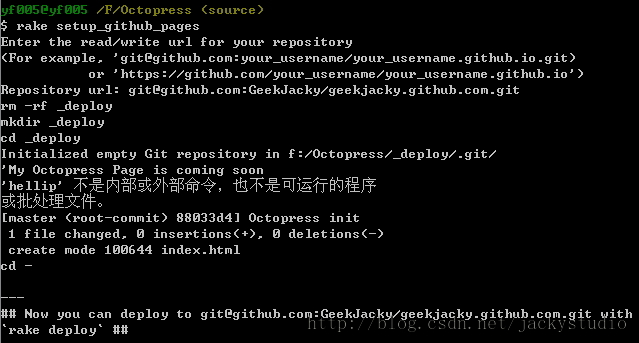 yf005@yf005 /F/Octopress (source)
$ rake setup_github_pages
Enter the read/write url for your repository
(For example, 'git@github.com:your_username/your_username.github.io.git)
or 'https://github.com/your_username/your_username.github.io')
Repository url: git@github.com:GeekJacky/geekjacky.github.com.git
rm -rf _deploy
mkdir _deploy
cd _deploy
Initialized empty Git repository in f:/Octopress/_deploy/.git/
'My Octopress Page is coming soon
'hellip' 不是内部或外部命令，也不是可运行的程序
或批处理文件。
[master (root-commit) 88033d4] Octopress init
1 file changed, 0 insertions(+), 0 deletions(-)
create mode 100644 index.html
cd -
---
## Now you can deploy to git@github.com:GeekJacky/geekjacky.github.com.git with
`rake deploy` ##
http://blog.csdn.net/jackystudio